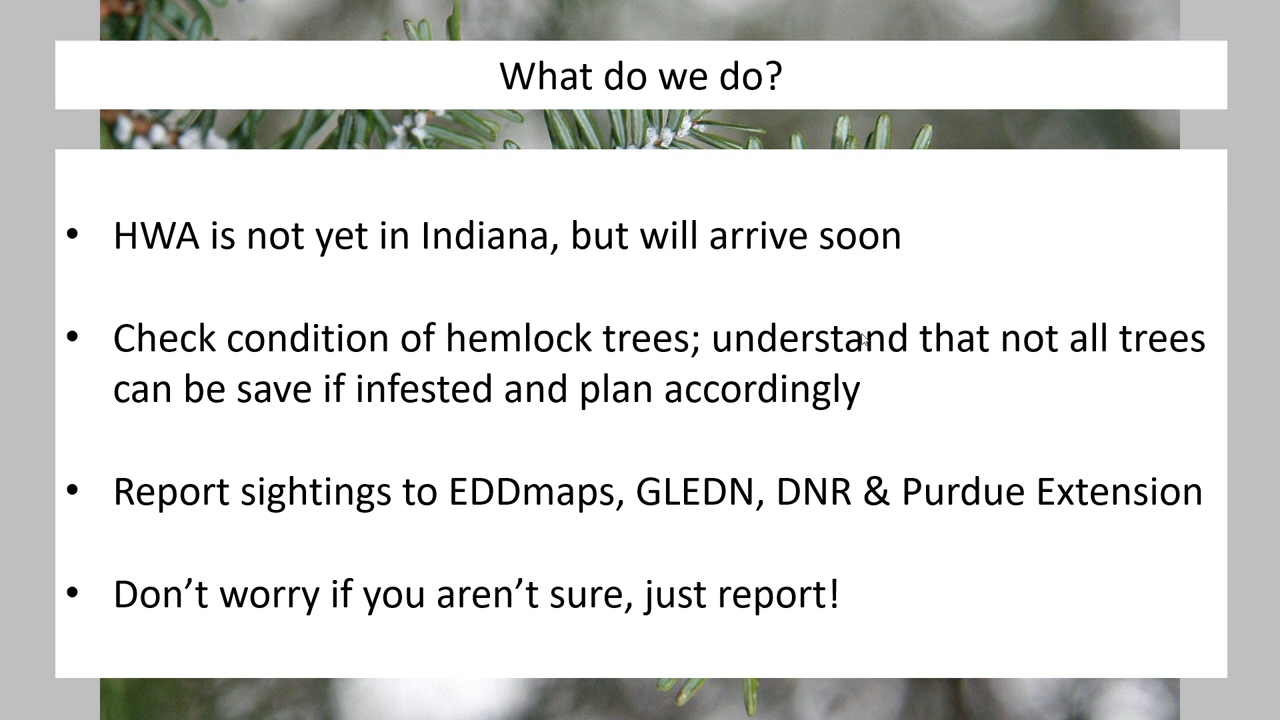 What do we do?
• HWA is not yet in Indiana, but will arrive soon
• Check condition of hemlock trees; understand that not all trees
can be save if infested and plan accordingly
• Report sightings to EDDmaps, GLEDN, DNR & Purdue Extension
• Don’t worry if you aren’t sure, just report!